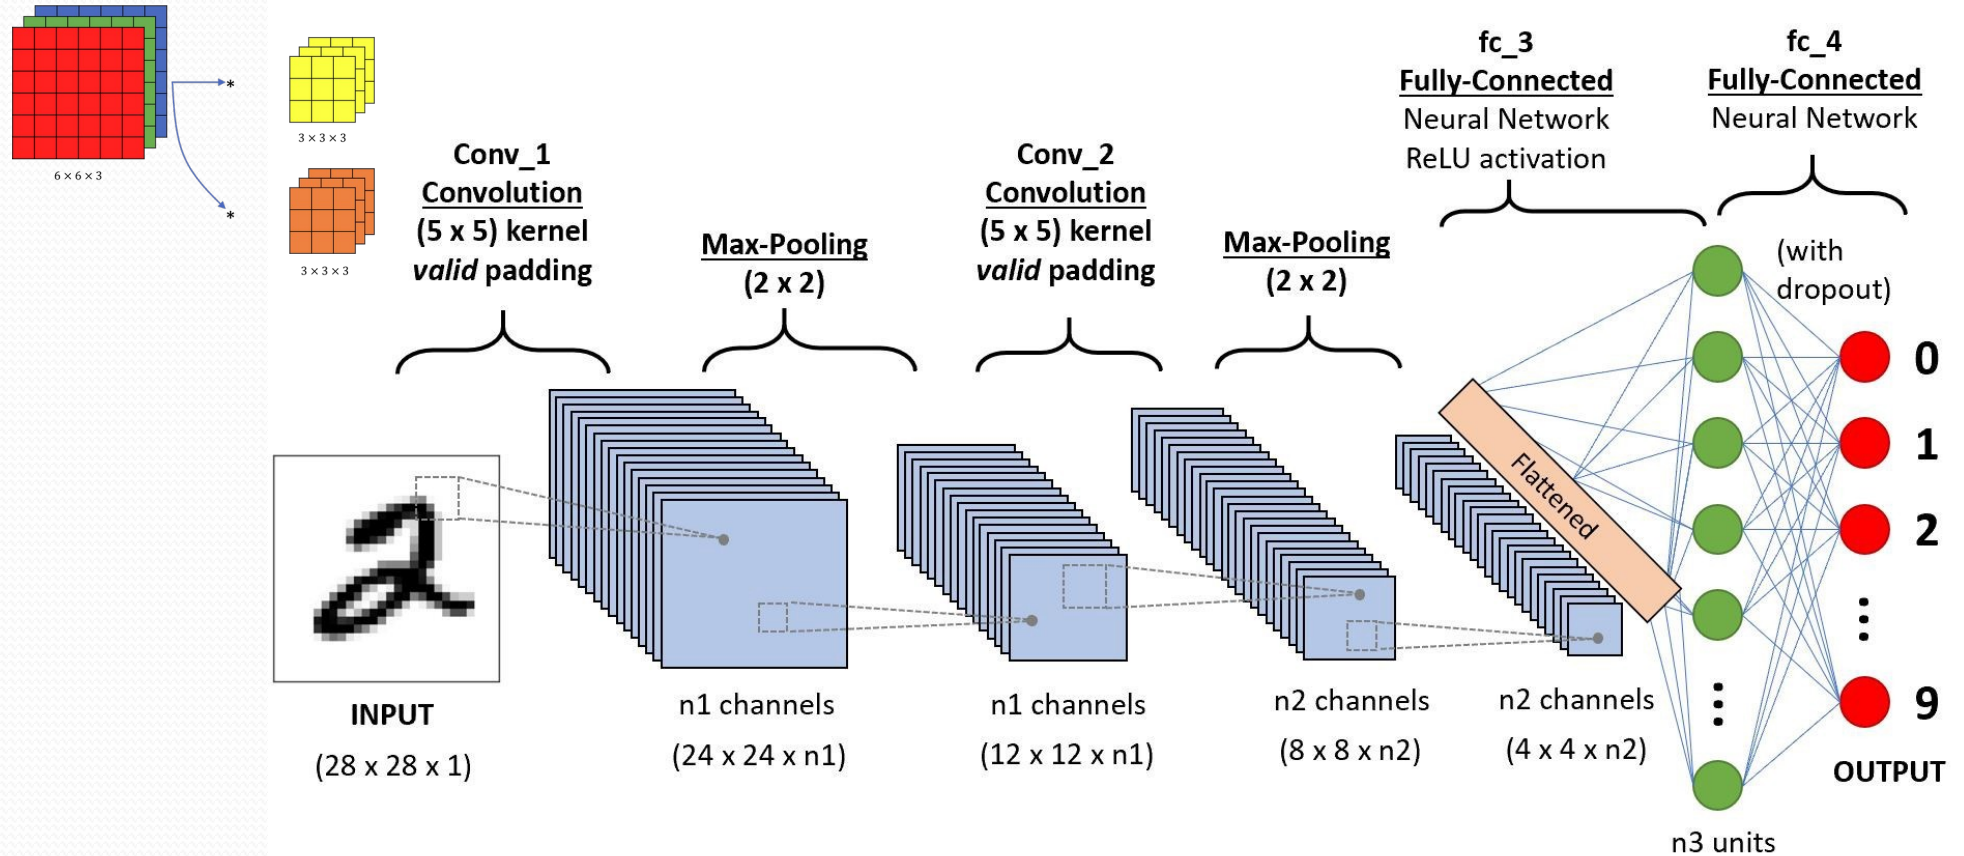 6 × 6 × 3
*
*
3 × 3 × 3
3 × 3 × 3
Conv_1
Convolution
(5 x 5) kernel
valid padding
Max-Pooling
(2 x 2)
Conv_2
Convolution
(5 x 5) kernel
valid padding
Max-Pooling
(2 x 2)
fc_3
Fully-Connected
Neural Network
ReLU activation
fc_4
Fully-Connected
Neural Network
(with
dropout)
Flattened
0
1
2
9
OUTPUT
2
INPUT
(28 x 28 x 1)
n1 channels
(24 x 24 x n1)
n1 channels
(12 x 12 x n1)
n2 channels
(8 x 8 x n2)
n2 channels
(4 x 4 x n2)
n3 units